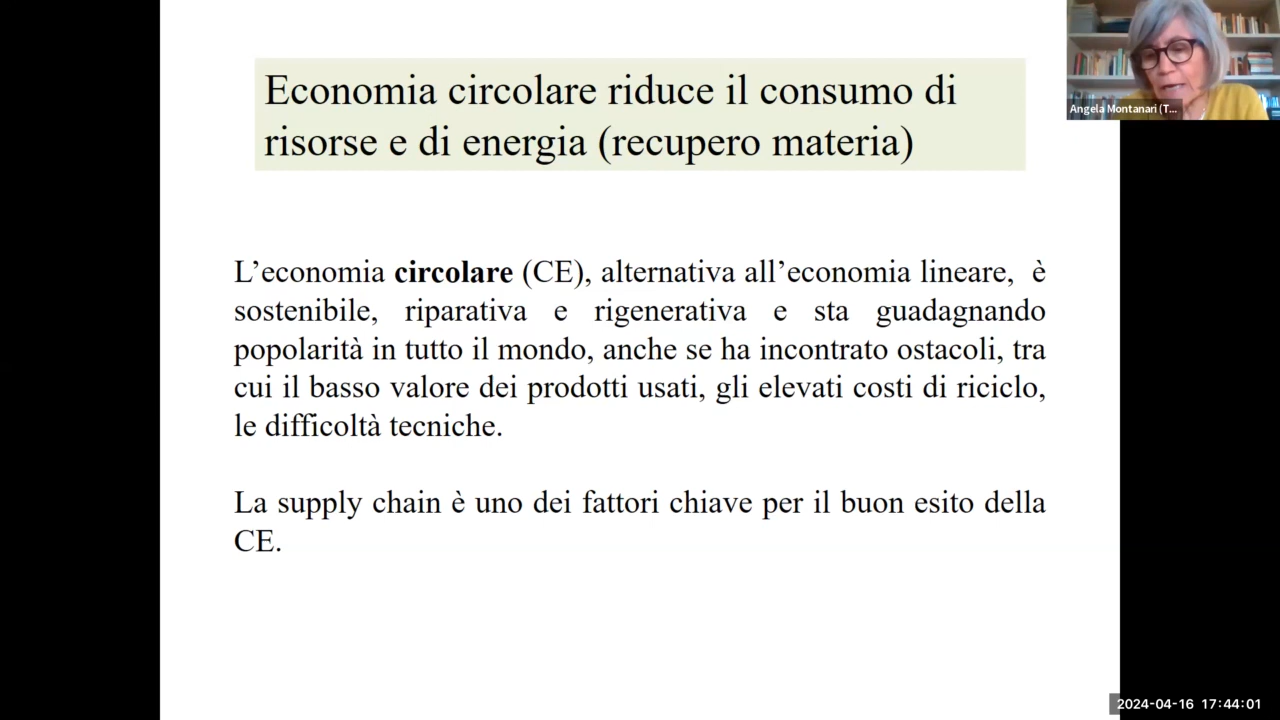 Economia circolare riduce il consumo di
risorse e di energia (recupero materia)
Angela Montanari (T...
L’economia circolare (CE), alternativa all’economia lineare, è
sostenibile, riparativa e rigenerativa e sta guadagnando
popolarità in tutto il mondo, anche se ha incontrato ostacoli, tra
cui il basso valore dei prodotti usati, gli elevati costi di riciclo,
le difficoltà tecniche.
La supply chain è uno dei fattori chiave per il buon esito della
CE.
2024-04-16 17:44:01